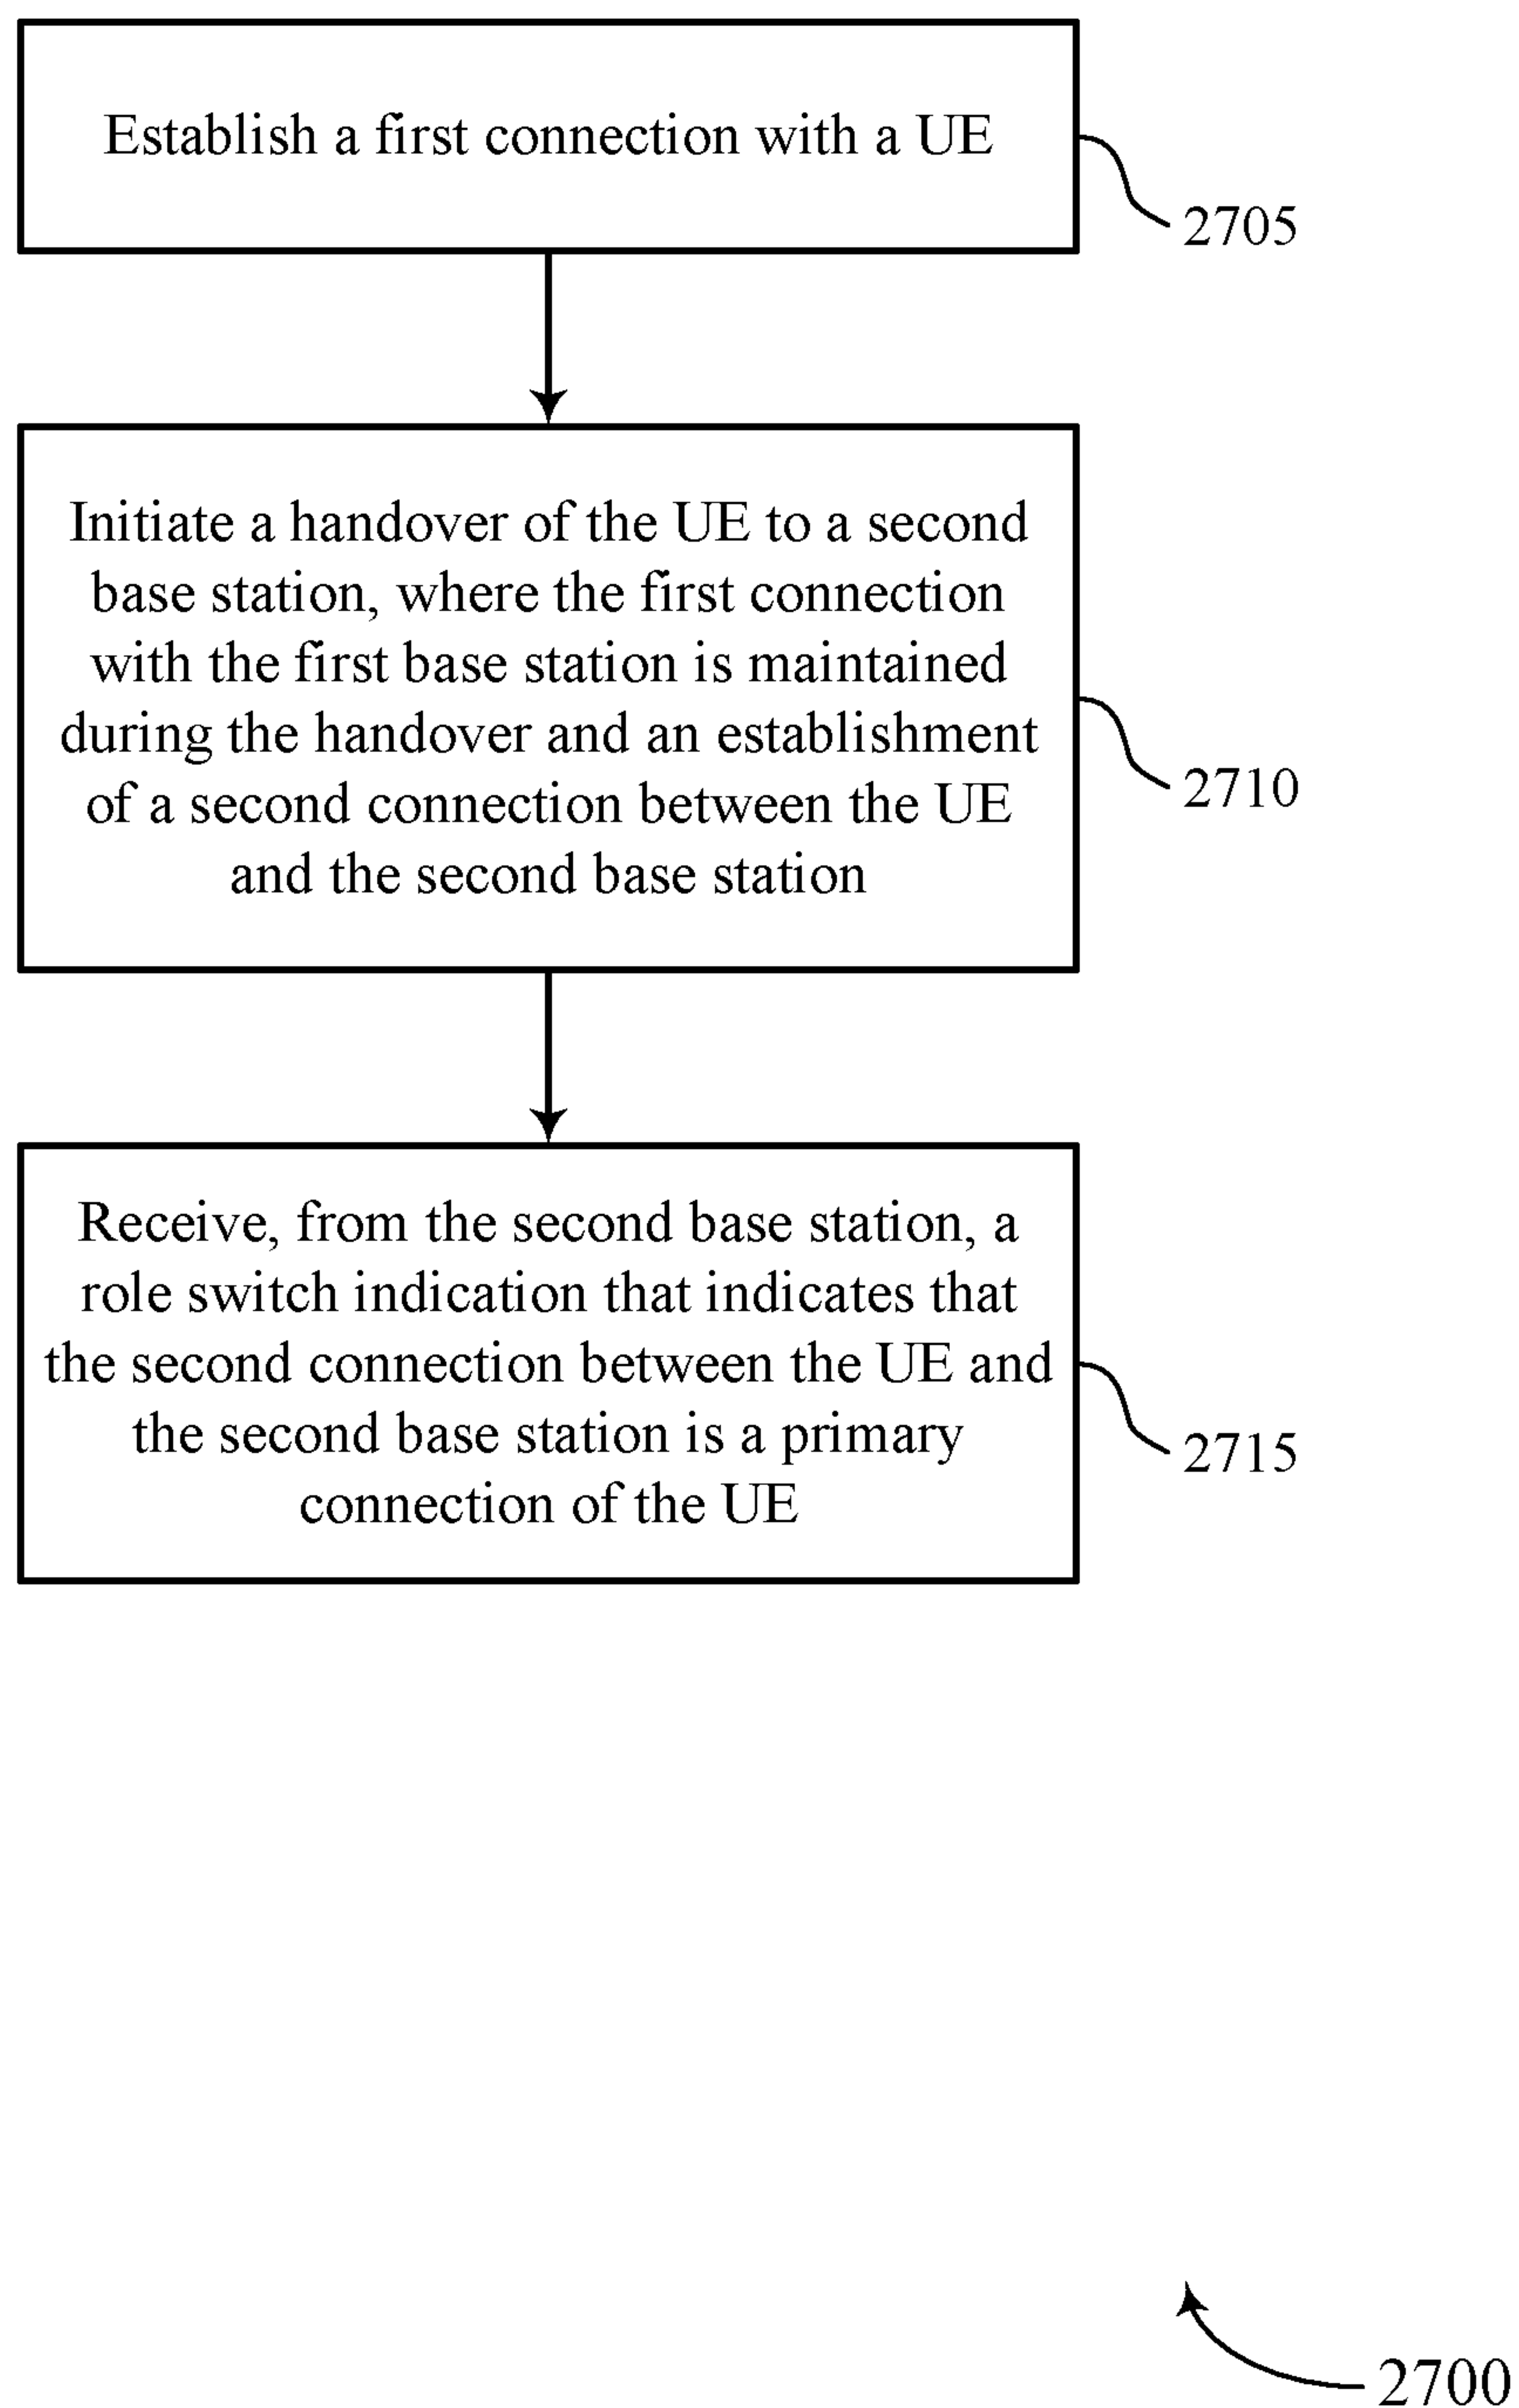 Establish a first connection with a UE
2705
Initiate a handover of the UE to a second
base station, where the first connection
with the first base station is maintained
during the handover and an establishment
of a second connection between the UE
and the second base station
2710
Receive, from the second base station, a
role switch indication that indicates that
the second connection between the UE and
the second base station is a primary
connection of the UE
2715
2700